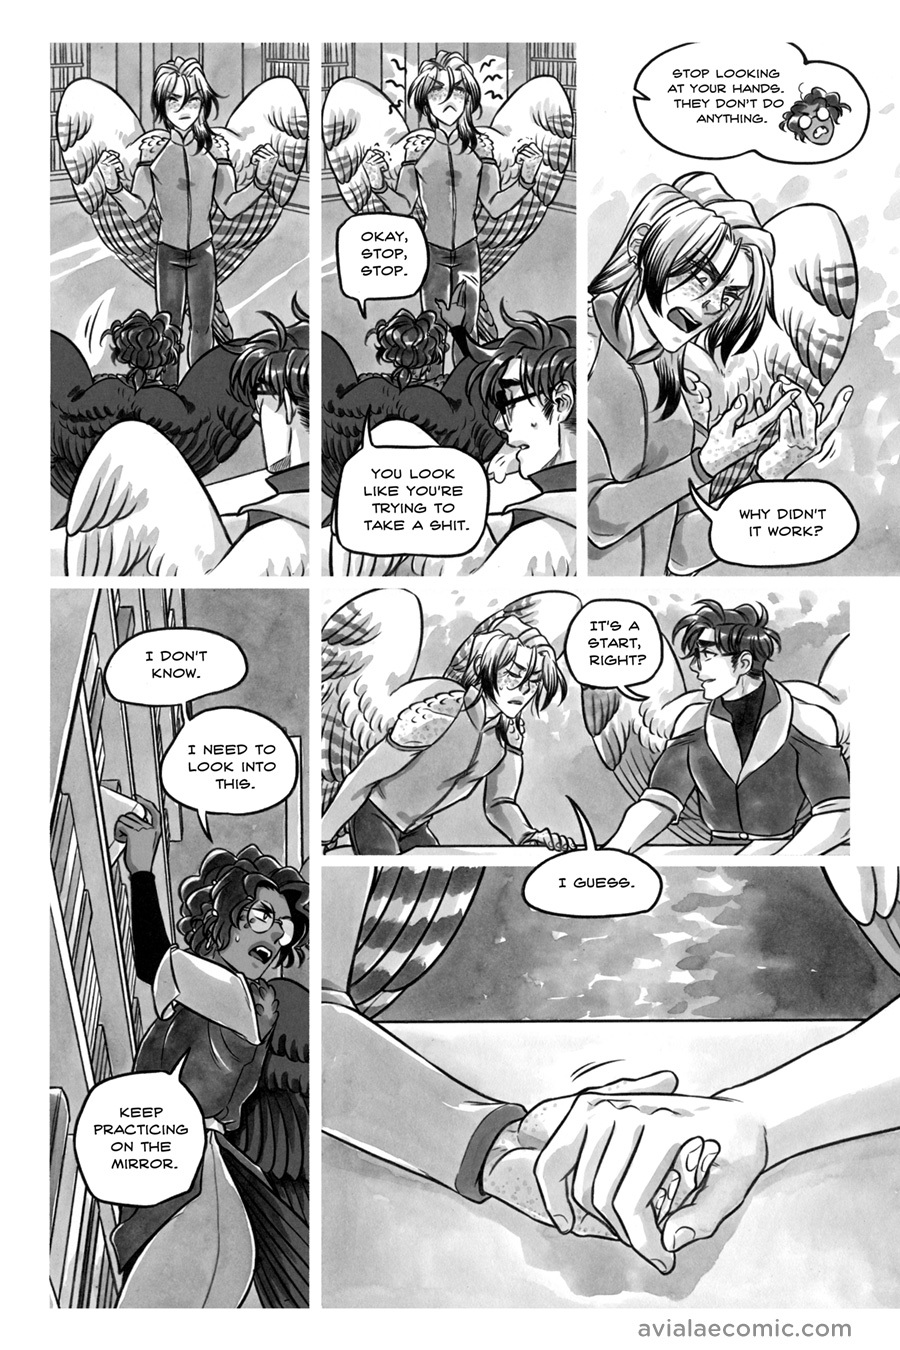 OKAY,
STOP,
STOP.
YOU LOOK
LIKE YOU'RE
TRYING TO
TAKE A SHIT.
STOP LOOKING
AT YOUR HANDS.
THEY DON'T DO
ANYTHING.
WHY DIDN'T
IT WORK?
I DON'T
KNOW.
I NEED TO
LOOK INTO
THIS.
KEEP
PRACTICING
ON THE
MIRROR.
IT'S A
START,
RIGHT?
I GUESS.
avialaecomic.com